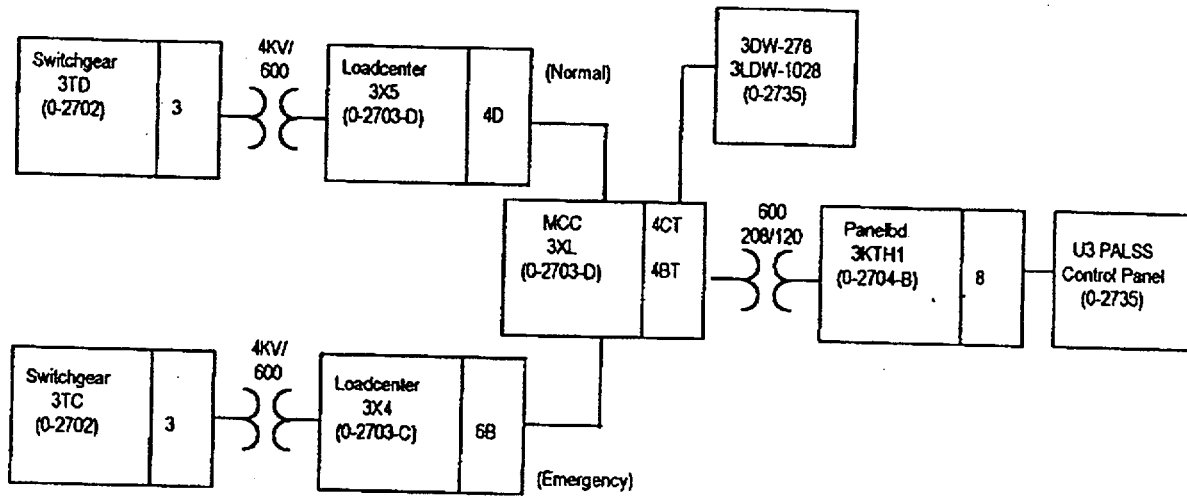 Switchgear
3TD
(0-2702)
3
4KV/
600
Loadcenter
3X5
(0-2703-D)
4D
(Normal)
3DW-278
3LDW-1028
(0-2735)
MCC
3XL
(0-2703-D)
4CT
4BT
600
208/120
Panelbd
3KTH1
(0-2704-B)
8
U3 PALSS
Control Panel
(0-2735)
Switchgear
3TC
(0-2702)
3
4KV/
600
Loadcenter
3X4
(0-2703-C)
6B
(Emergency)